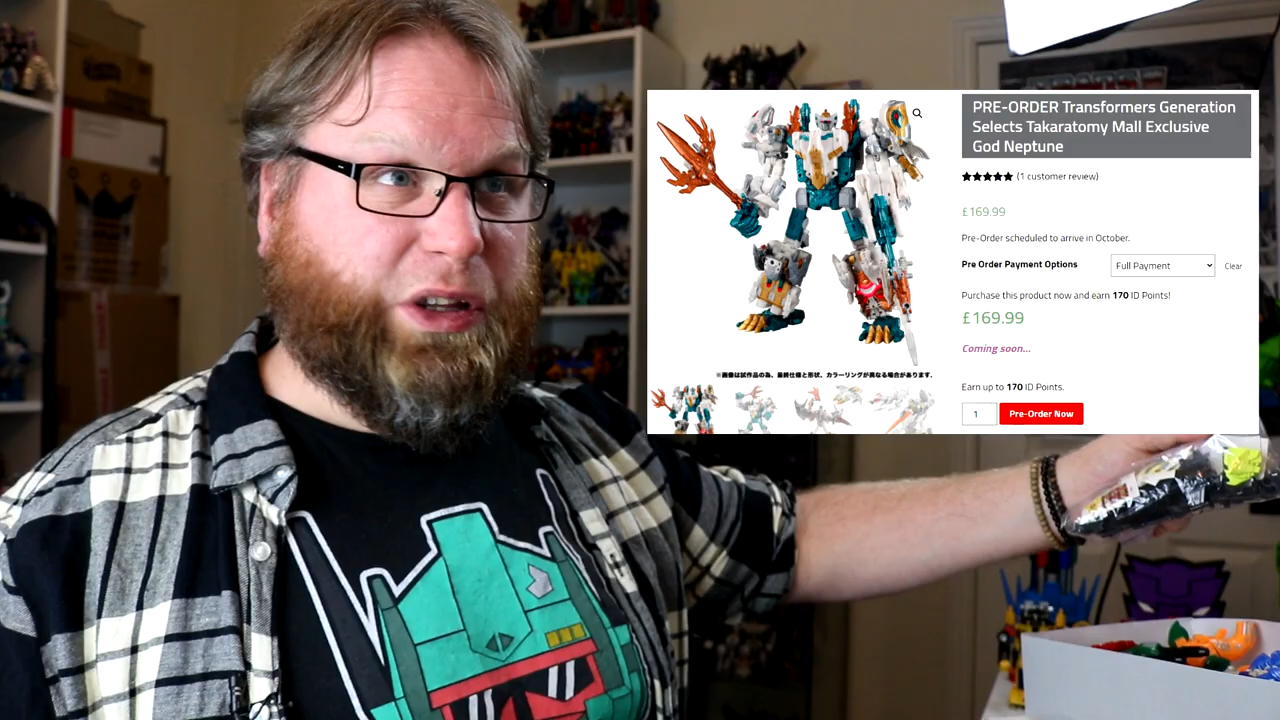 PRE-ORDER Transformers Generation
Selects Takaratomy Mall Exclusive
God Neptune
(1 customer review)
£169.99
Pre-Order scheduled to arrive in October.
Pre Order Payment Options
Full Payment
Clear
Purchase this product now and earn 170 ID Points!
£169.99
Coming soon...
Earn up to 170 ID Points.
1
Pre-Order Now
※画像は試作品の為、最終仕様と形状、カラーリングが異なる場合があります。